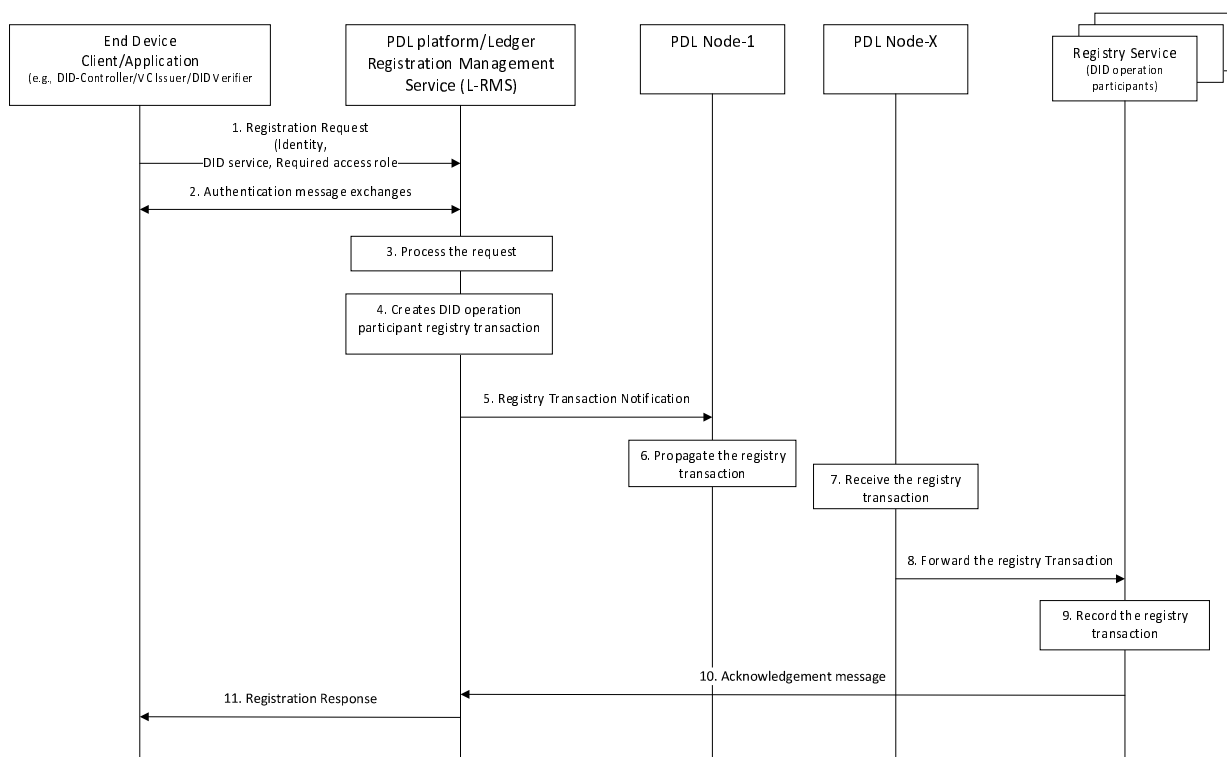 End Device
Client/Application
(e.g., DID-Controller/VC Issuer/DID Verifier
PDL platform/Ledger
Registration Management
Service (L-RMS)
PDL Node-1
PDL Node-X
Registry Service
(DID operation
participants)
1. Registration Request
(Identity,
DID service, Required access role
2. Authentication message exchanges
3. Process the request
4. Creates DID operation
participant registry transaction
5. Registry Transaction Notification
6. Propagate the registry
transaction
7. Receive the registry
transaction
8. Forward the registry Transaction
9. Record the registry
transaction
10. Acknowledgement message
11. Registration Response